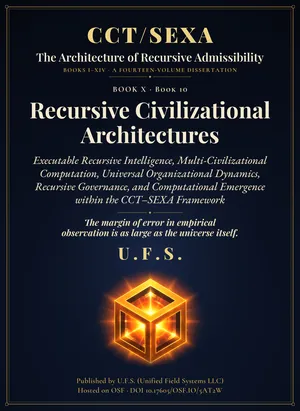 CCT/SEXA
The Architecture of Recursive Admissibility
BOOKS I–XIV · A FOURTEEN-VOLUME DISSERTATION
BOOK X · Book 10
Recursive Civilizational
Architectures
Executable Recursive Intelligence, Multi-Civilizational
Computation, Universal Organizational Dynamics,
Recursive Governance, and Computational Emergence
within the CCT–SEXA Framework
The margin of error in empirical
observation is as large as the universe itself.
U.F.S.
Published by U.F.S. (Unified Field Systems LLC)
Hosted on OSF · DOI 10.17605/OSF.IO/5AT2W